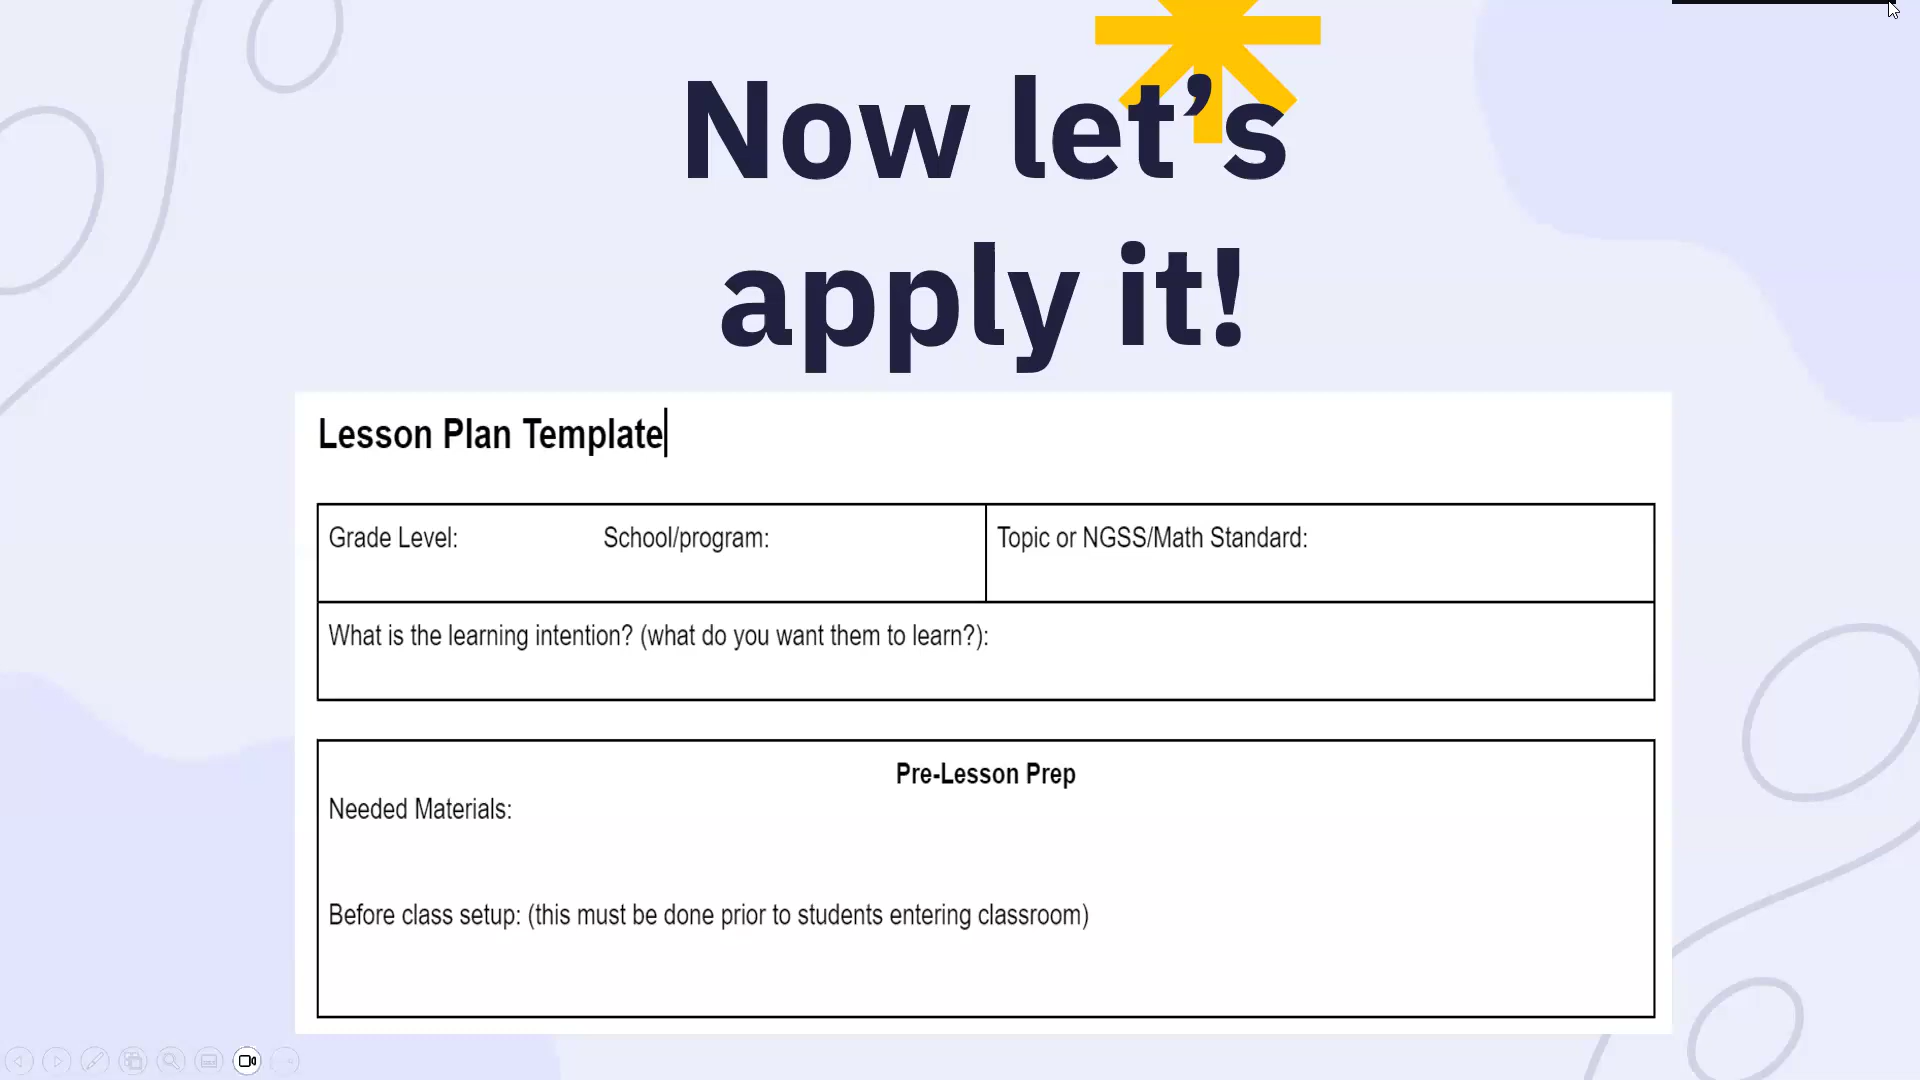 Now let’s
apply it!
Lesson Plan Template
Grade Level: School/program: Topic or NGSS/Math Standard:
What is the learning intention? (what do you want them to learn?):
Pre-Lesson Prep
Needed Materials:
Before class setup: (this must be done prior to students entering classroom)